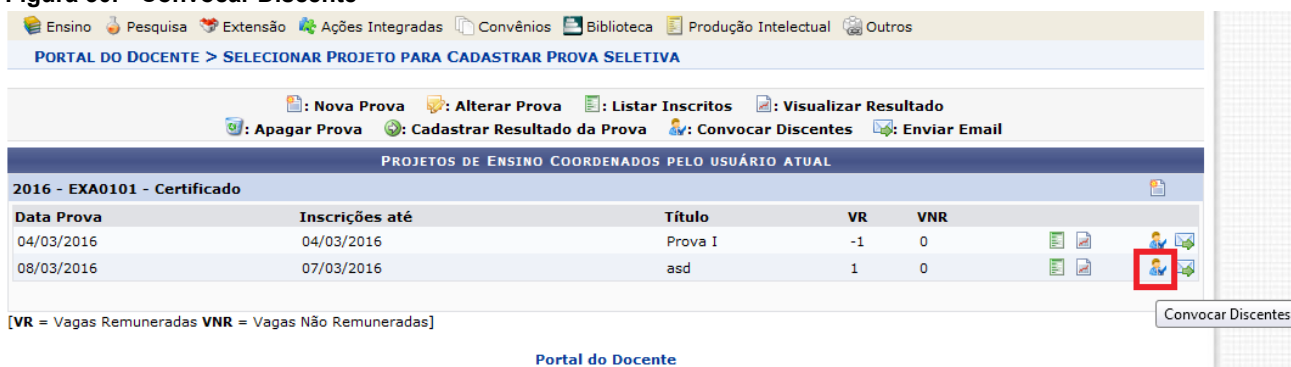 Ensino Pesquisa Extensão Ações Integradas Convênios Biblioteca Produção Intelectual Outros
PORTAL DO DOCENTE > SELECIONAR PROJETO PARA CADASTRAR PROVA SELETIVA
: Nova Prova : Alterar Prova : Listar Inscritos : Visualizar Resultado
: Apagar Prova : Cadastrar Resultado da Prova : Convocar Discentes : Enviar Email
PROJETOS DE ENSINO COORDENADOS PELO USUÁRIO ATUAL
2016 - EXA0101 - Certificado
Data Prova Inscrições até Título VR VNR
04/03/2016 04/03/2016 Prova I -1 0
08/03/2016 07/03/2016 asd 1 0
Convocar Discentes
[VR = Vagas Remuneradas VNR = Vagas Não Remuneradas]
Portal do Docente